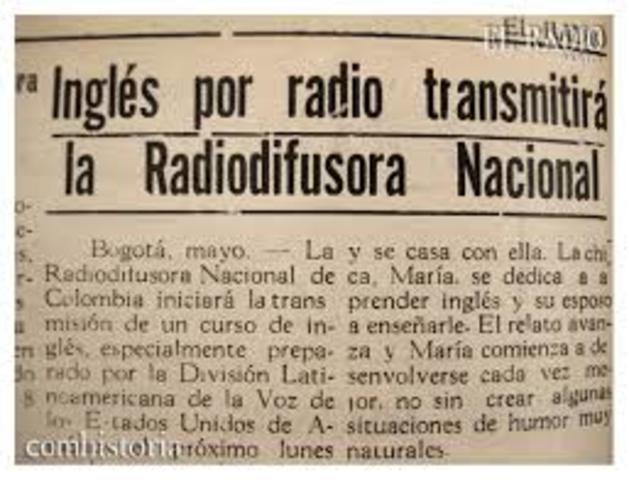 EL RADIO
Inglés por radio transmitirá
la Radiodifusora Nacional
Bogotá, mayo. — La
Radiodifusora Nacional de
Colombia iniciará la trans
misión de un curso de in-
glés, especialmente prepa-
rado por la División Lati-
noamericana de la Voz de
los Estados Unidos de A-
próximo lunes
y se casa con ella. La chi
ca, María, se dedica a a
prender inglés y su esposo
a enseñarle. El relato avan-
za y María comienza a de
senvolverse cada vez me-
jor, no sin crear algunas
situaciones de humor muy
naturales.
comhistoria